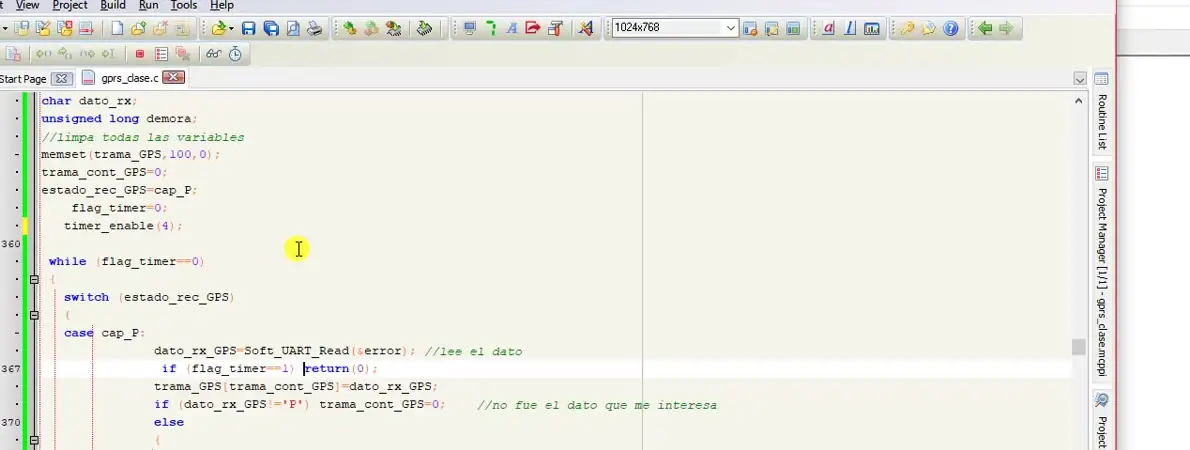 View Project Build Run Tools Help
1024x768
Start Page gprs_clase.c
char dato_rx;
unsigned long demora;
//limpa todas las variables
memset(trama_GPS,100,0);
trama_cont_GPS=0;
estado_rec_GPS=cap_P;
flag_timer=0;
timer_enable(4);
360
while (flag_timer==0)
{
switch (estado_rec_GPS)
{
case cap_P:
dato_rx_GPS=Soft_UART_Read(&error); //lee el dato
367 if (flag_timer==1) return(0);
trama_GPS[trama_cont_GPS]=dato_rx_GPS;
if (dato_rx_GPS!='P') trama_cont_GPS=0; //no fue el dato que me interesa
370 else
{
Routine List
Project Manager [1/1] - gprs_clase.mcppi
Project